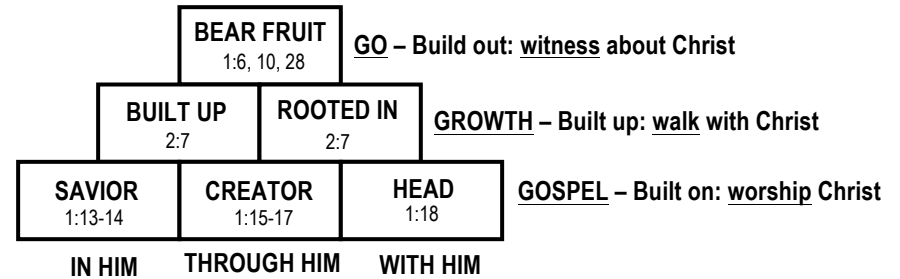 BEAR FRUIT
1:6, 10, 28
GO – Build out: witness about Christ
BUILT UP
2:7
ROOTED IN
2:7
GROWTH – Built up: walk with Christ
SAVIOR
1:13-14
CREATOR
1:15-17
HEAD
1:18
GOSPEL – Built on: worship Christ
IN HIM
THROUGH HIM
WITH HIM